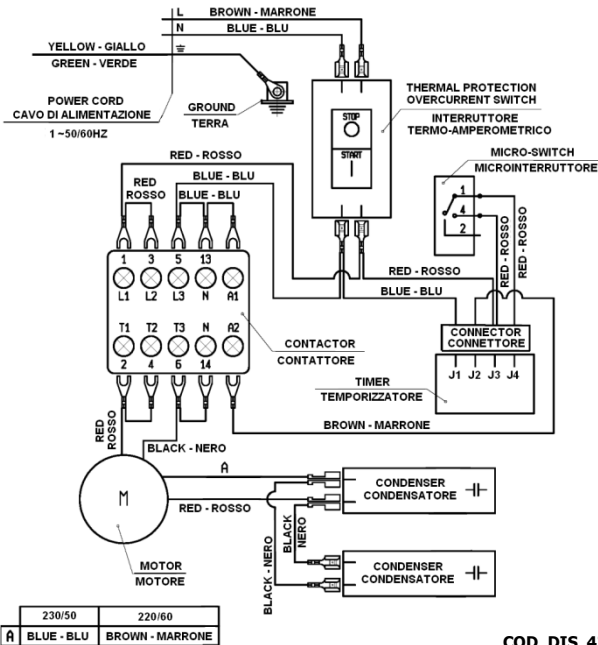 L BROWN - MARRONE
N BLUE - BLU
YELLOW - GIALLO
GREEN - VERDE
POWER CORD
CAVO DI ALIMENTAZIONE
1 ~50/60HZ
GROUND
TERRA
STOP
START
THERMAL PROTECTION
OVERCURRENT SWITCH
INTERRUTTORE
TERMO-AMPEROMETRICO
MICRO-SWITCH
MICROINTERRUTTORE
1
4
2
RED - ROSSO
RED - ROSSO
RED - ROSSO
BLUE - BLU
RED
ROSSO
BLUE - BLU
1 3 5 13
L1 L2 L3 N A1
T1 T2 T3 N A2
2 4 6 14
RED - ROSSO
BLUE - BLU
CONTACTOR
CONTATTORE
CONNECTOR
CONNETTORE
J1 J2 J3 J4
TIMER
TEMPORIZZATORE
BROWN - MARRONE
RED
ROSSO
BLACK - NERO
A
M
RED - ROSSO
MOTOR
MOTORE
BLACK - NERO
BLACK
NERO
CONDENSER
CONDENSATORE
CONDENSER
CONDENSATORE
230/50 220/60
A BLUE - BLU BROWN - MARRONE
COD DIS 4